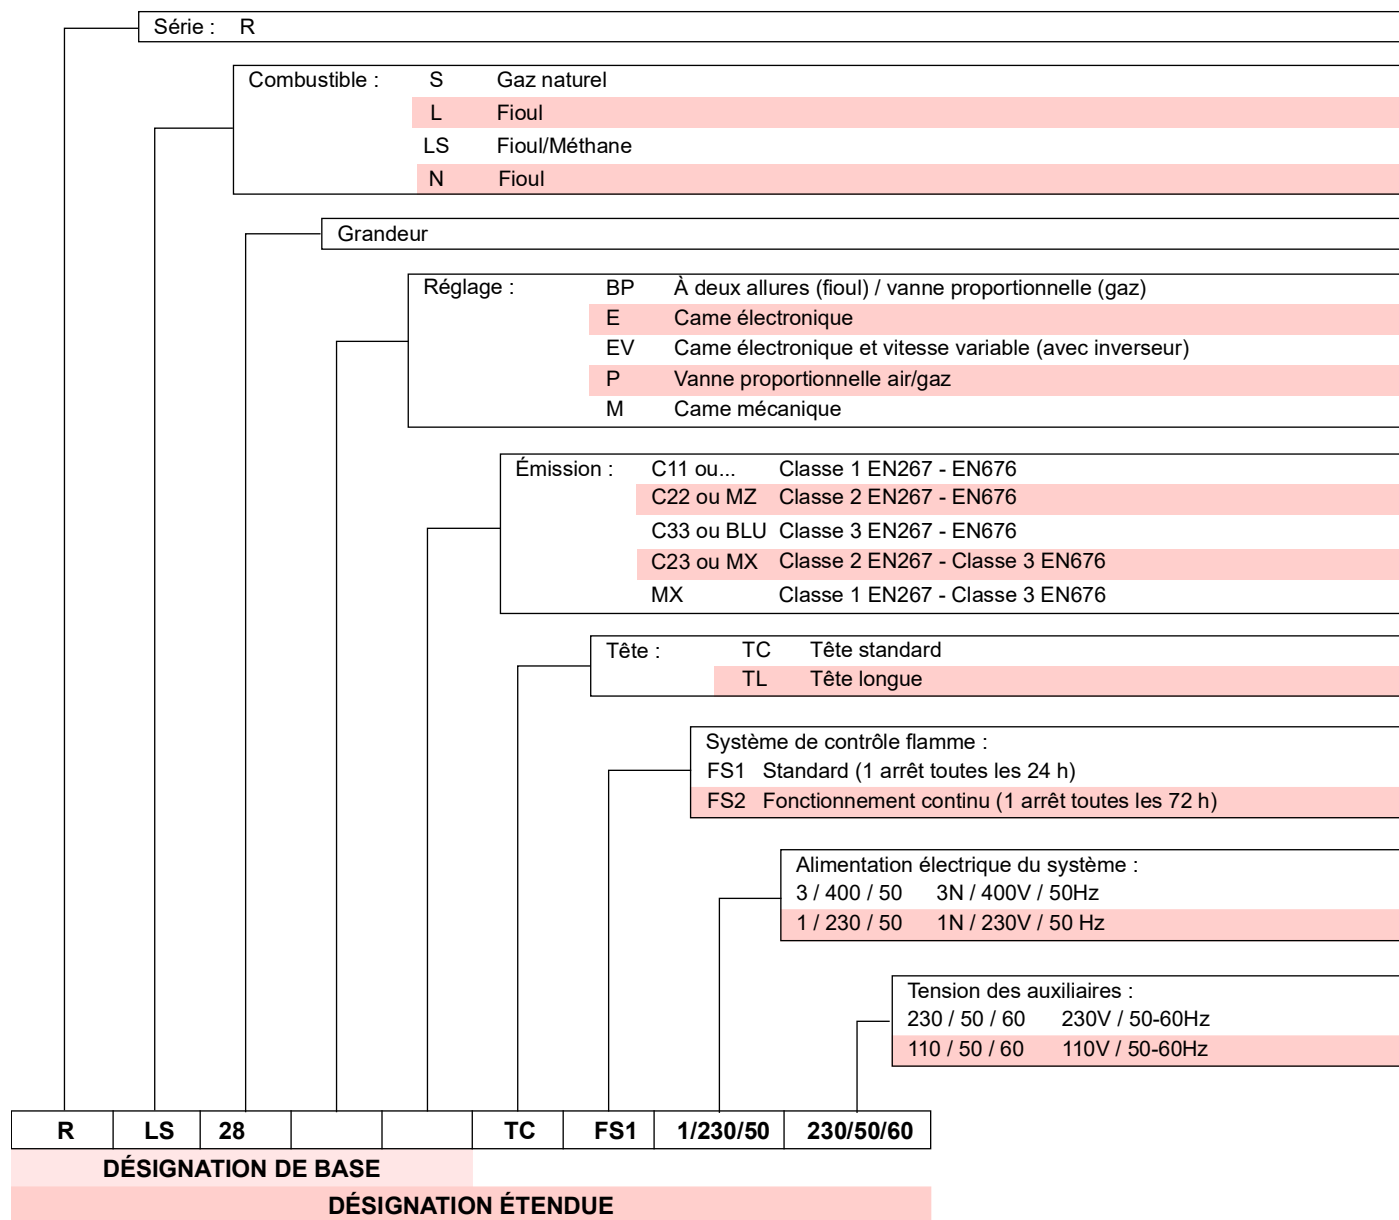 Série : R
Combustible : S Gaz naturel
L Fioul
LS Fioul/Méthane
N Fioul
Grandeur
Réglage : BP À deux allures (fioul) / vanne proportionnelle (gaz)
E Came électronique
EV Came électronique et vitesse variable (avec inverseur)
P Vanne proportionnelle air/gaz
M Came mécanique
Émission : C11 ou... Classe 1 EN267 - EN676
C22 ou MZ Classe 2 EN267 - EN676
C33 ou BLU Classe 3 EN267 - EN676
C23 ou MX Classe 2 EN267 - Classe 3 EN676
MX Classe 1 EN267 - Classe 3 EN676
Tête : TC Tête standard
TL Tête longue
Système de contrôle flamme :
FS1 Standard (1 arrêt toutes les 24 h)
FS2 Fonctionnement continu (1 arrêt toutes les 72 h)
Alimentation électrique du système :
3 / 400 / 50 3N / 400V / 50Hz
1 / 230 / 50 1N / 230V / 50 Hz
Tension des auxiliaires :
230 / 50 / 60 230V / 50-60Hz
110 / 50 / 60 110V / 50-60Hz
R LS 28 TC FS1 1/230/50 230/50/60
DÉSIGNATION DE BASE
DÉSIGNATION ÉTENDUE